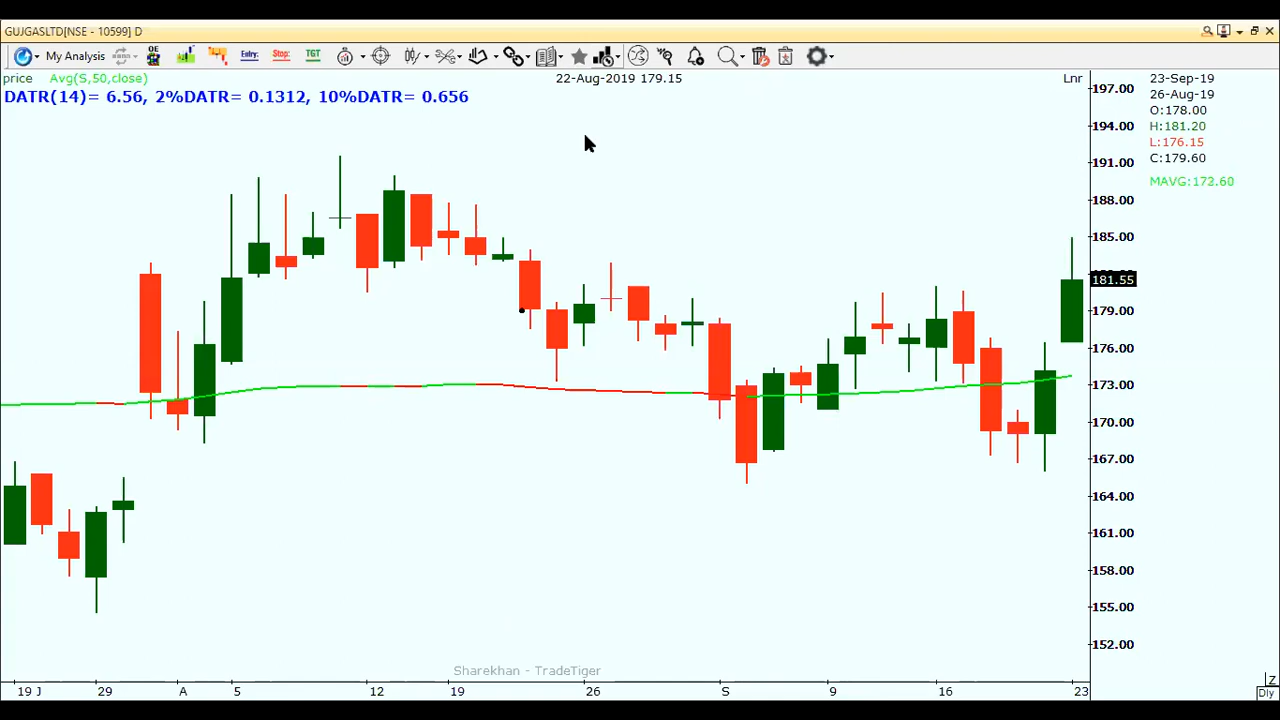 GUJGASLTD[NSE - 10599] D
My Analysis OE Entry: Stop: TGT
price Avg(S,50,close) 22-Aug-2019 179.15 Lnr
DATR(14)= 6.56, 2%DATR= 0.1312, 10%DATR= 0.656
23-Sep-19
26-Aug-19
O:178.00
H:181.20
L:176.15
C:179.60
MAVG:172.60
197.00
194.00
191.00
188.00
185.00
181.55
179.00
176.00
173.00
170.00
167.00
164.00
161.00
158.00
155.00
152.00
Sharekhan - TradeTiger
19 J 29 A 5 12 19 26 S 9 16 23
Z
Dly